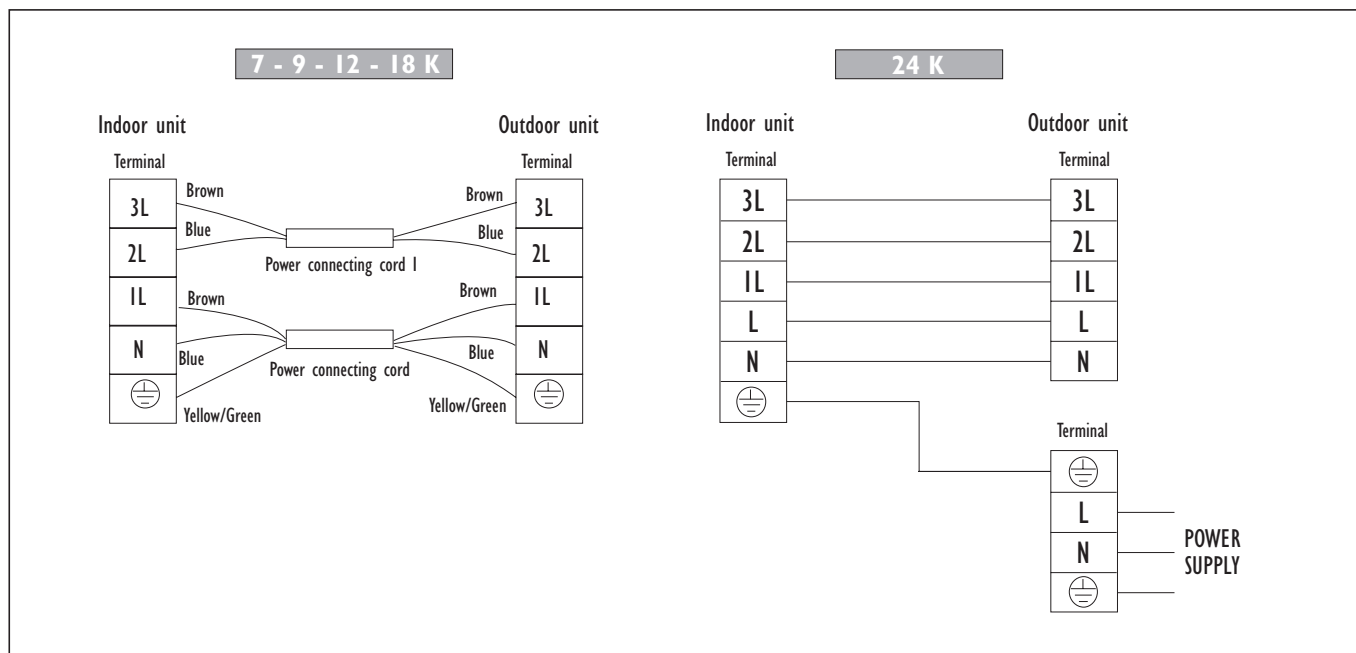 7 - 9 - 12 - 18 K
Indoor unit
Outdoor unit
Terminal
Terminal
3L
2L
1L
N
Brown
Blue
Brown
Blue
Yellow/Green
Power connecting cord 1
Power connecting cord
Brown
Blue
Brown
Blue
Yellow/Green
3L
2L
1L
N
24 K
Indoor unit
Outdoor unit
Terminal
Terminal
3L
2L
1L
L
N
3L
2L
1L
L
N
Terminal
L
N
POWER
SUPPLY